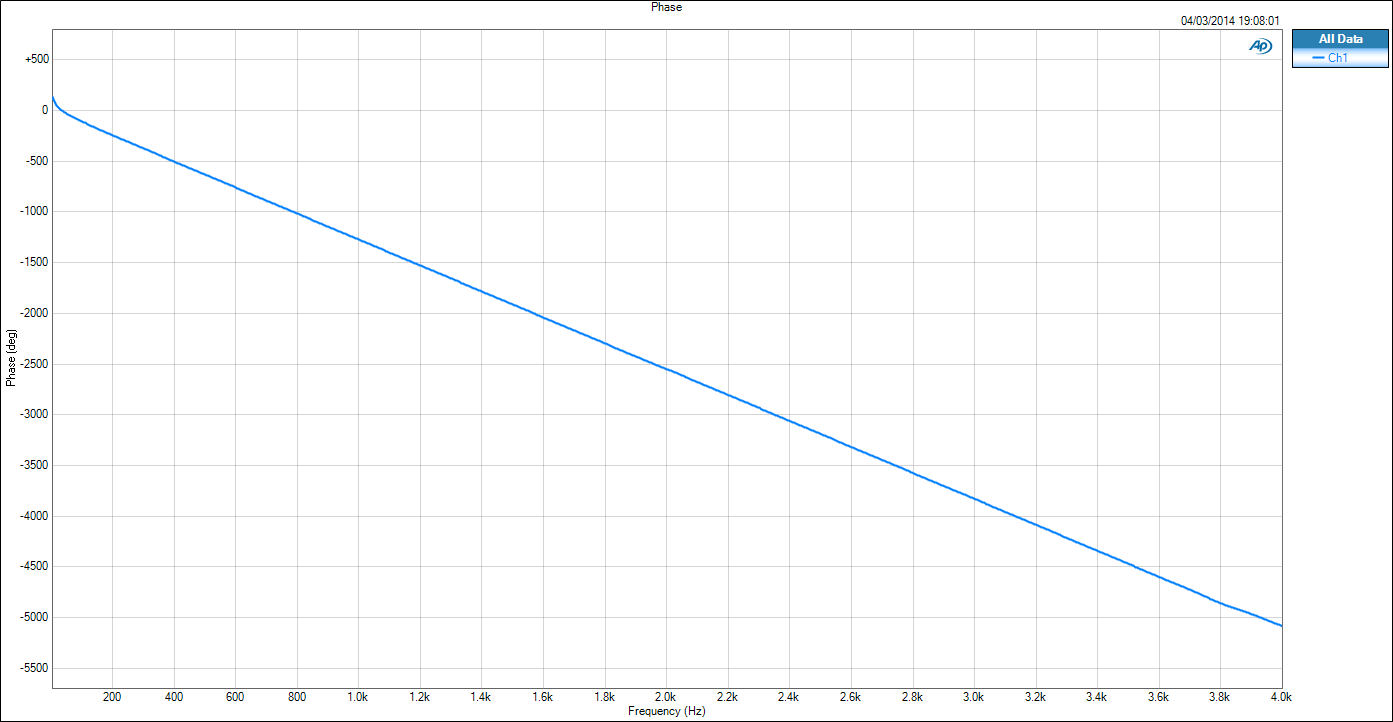 Phase
04/03/2014 19:08:01
AP
All Data
Ch1
+500
0
-500
-1000
-1500
-2000
-2500
-3000
-3500
-4000
-4500
-5000
-5500
Phase (deg)
200 400 600 800 1.0k 1.2k 1.4k 1.6k 1.8k 2.0k 2.2k 2.4k 2.6k 2.8k 3.0k 3.2k 3.4k 3.6k 3.8k 4.0k
Frequency (Hz)